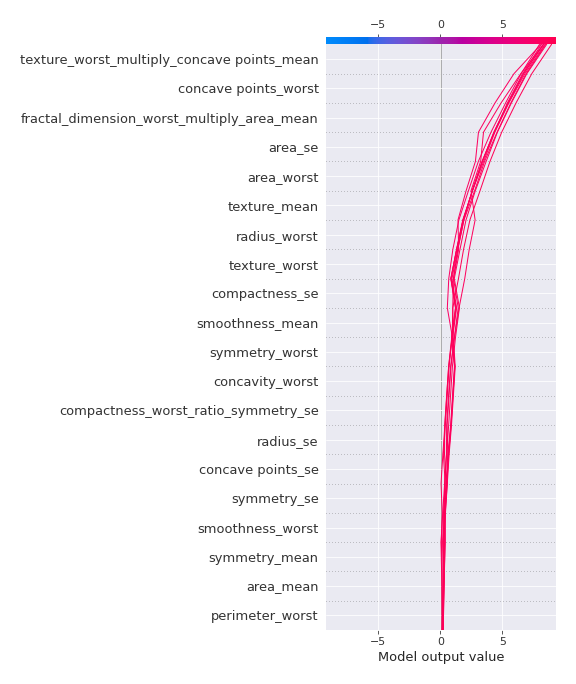 −5 0 5
texture_worst_multiply_concave points_mean
concave points_worst
fractal_dimension_worst_multiply_area_mean
area_se
area_worst
texture_mean
radius_worst
texture_worst
compactness_se
smoothness_mean
symmetry_worst
concavity_worst
compactness_worst_ratio_symmetry_se
radius_se
concave points_se
symmetry_se
smoothness_worst
symmetry_mean
area_mean
perimeter_worst
−5 0 5
Model output value